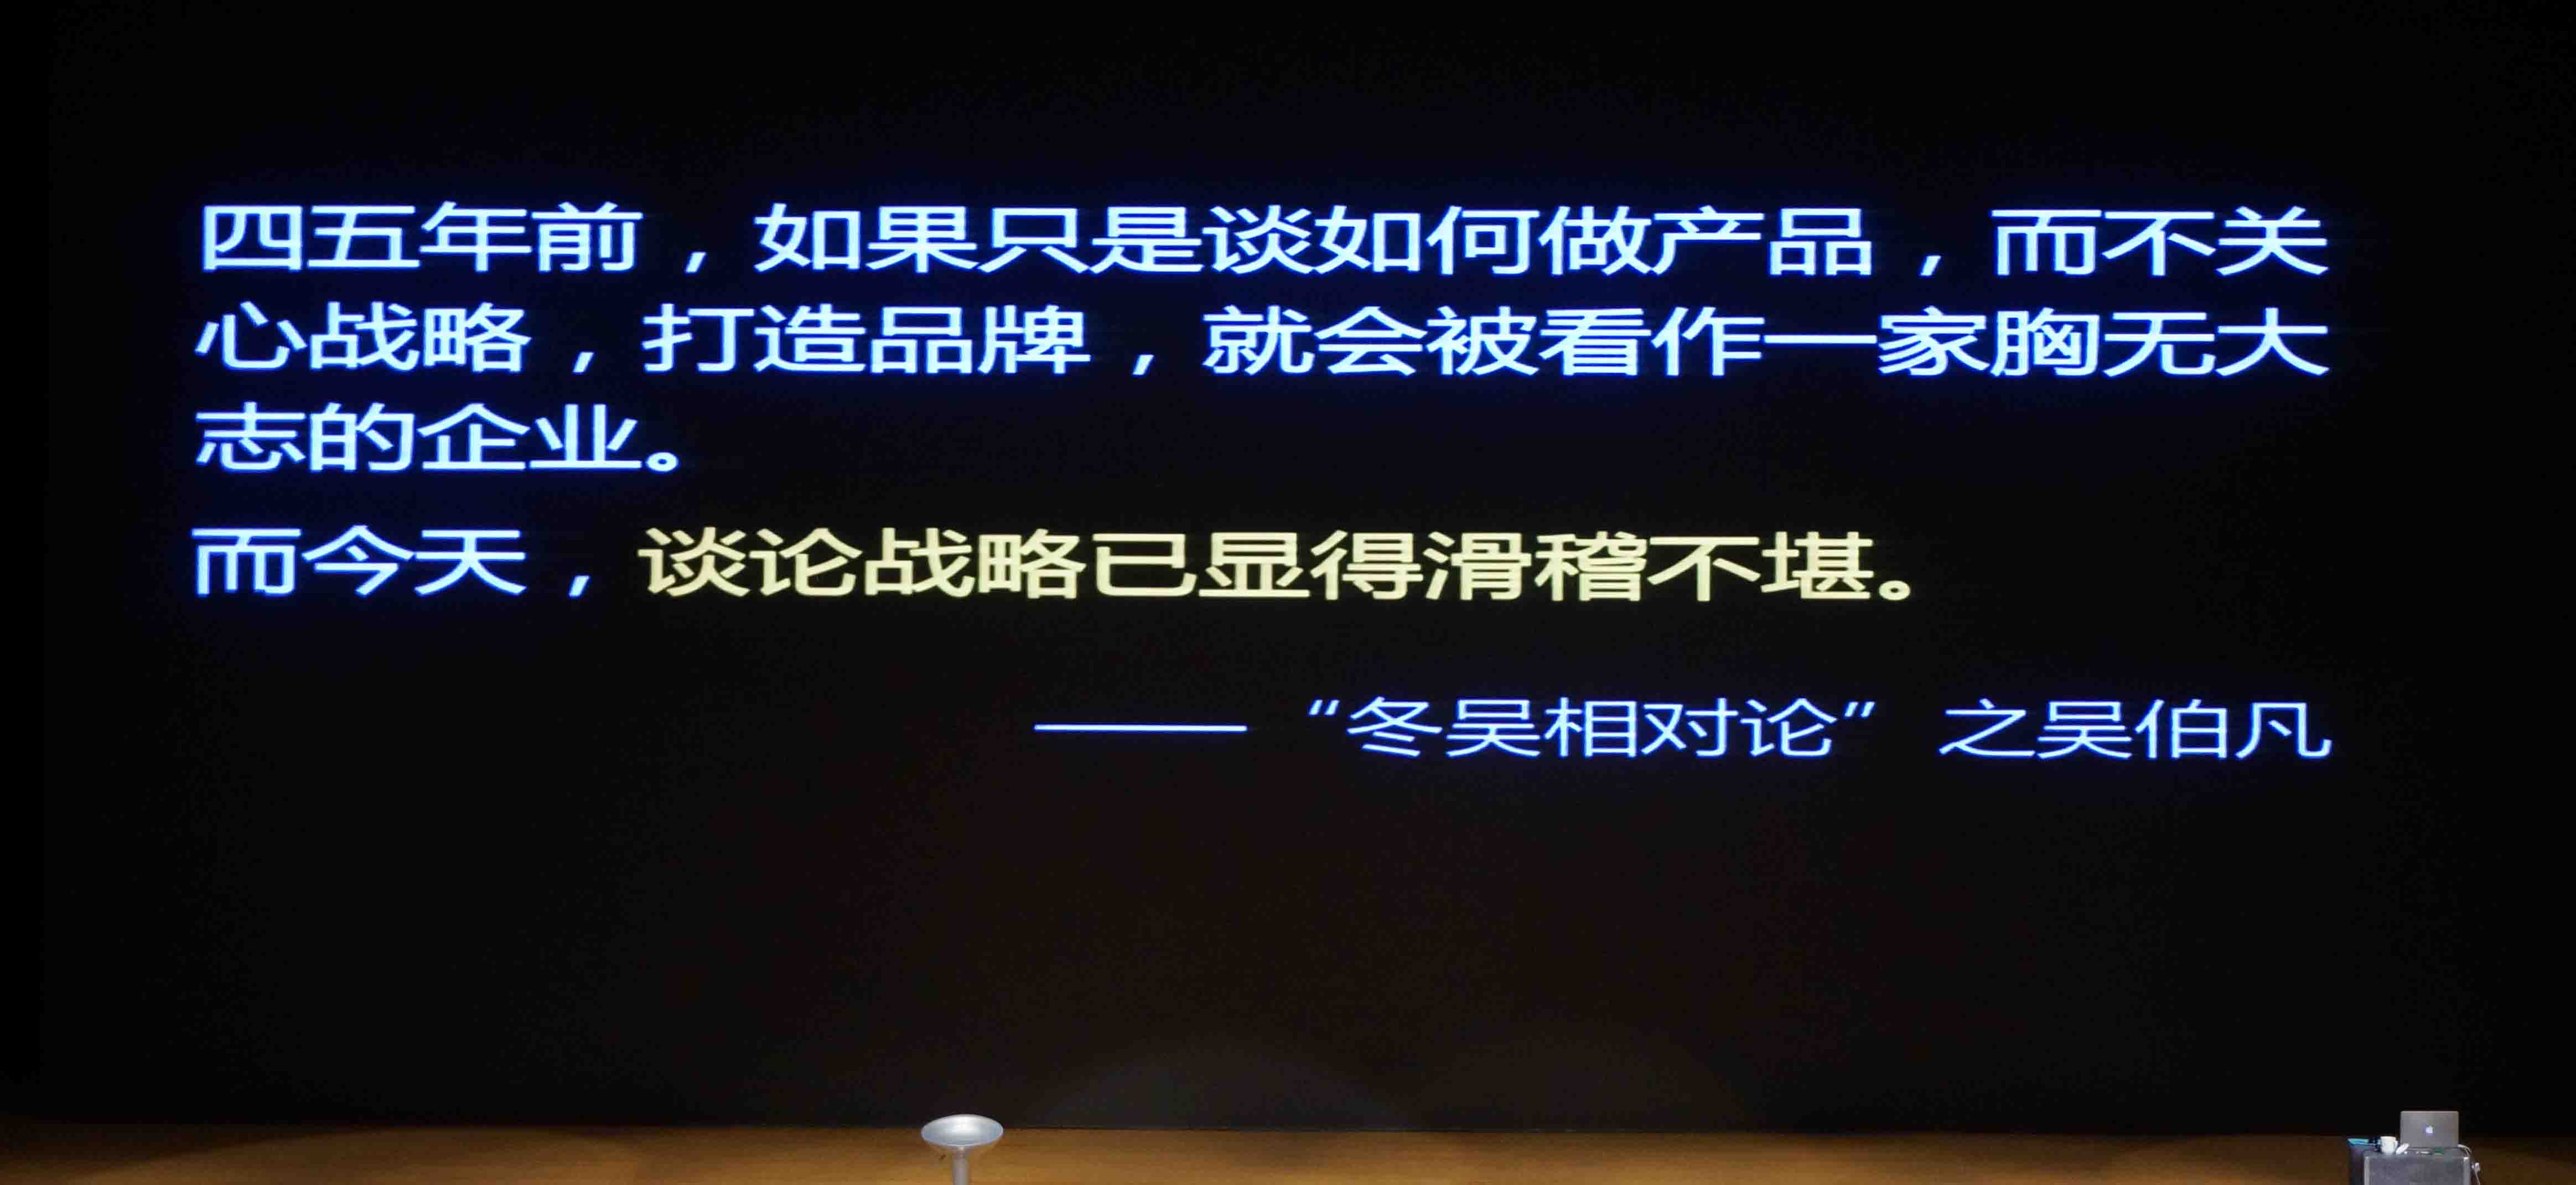 四五年前，如果只是谈如何做产品，而不关
心战略，打造品牌，就会被看作一家胸无大
志的企业。
而今天，谈论战略已显得滑稽不堪。
——“冬吴相对论” 之吴伯凡